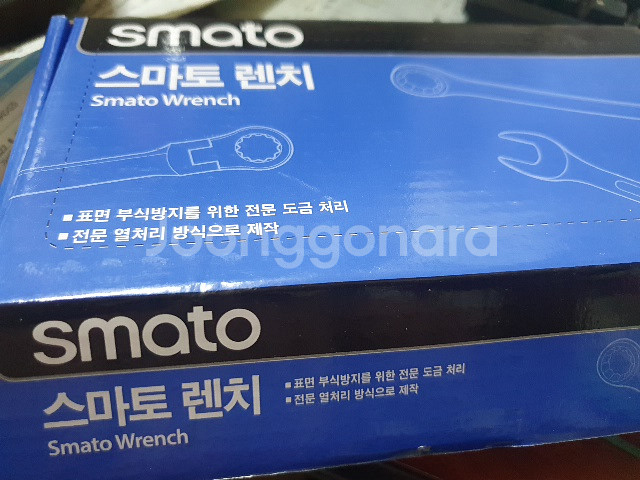 smato
스마토 렌치
Smato Wrench
■ 표면 부식방지를 위한 전문 도금 처리
■ 전문 열처리 방식으로 제작
Joonggonara
smato
스마토 렌치
Smato Wrench
■ 표면 부식방지를 위한 전문 도금 처리
■ 전문 열처리 방식으로 제작